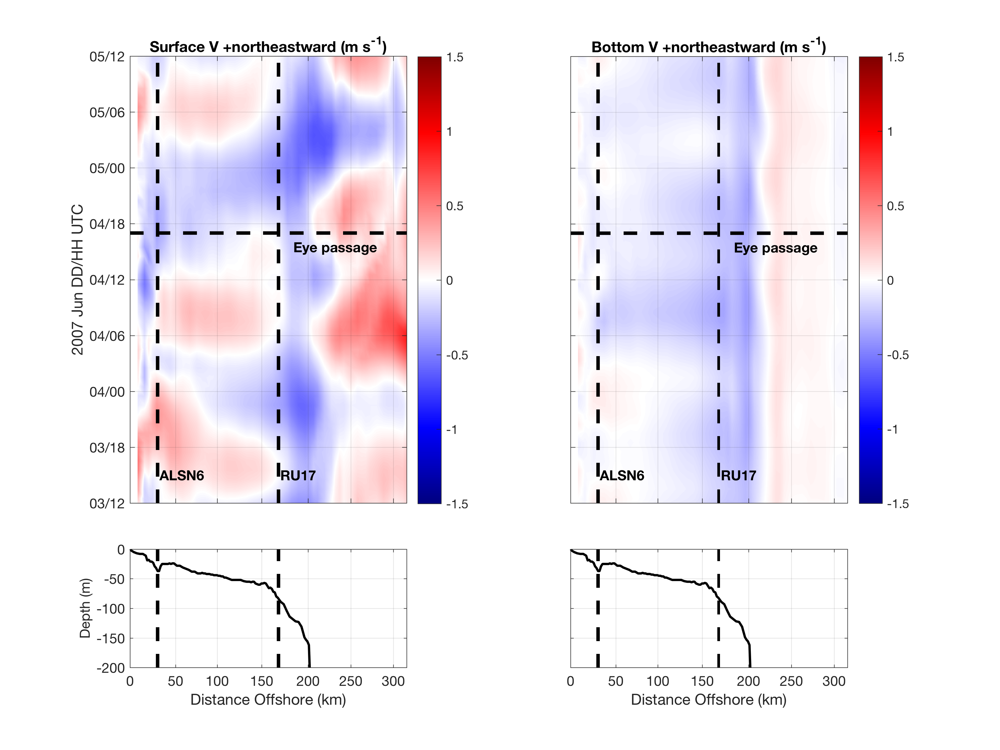 Surface V +northeastward (m s-1)
Bottom V +northeastward (m s-1)
2007 Jun DD/HH UTC
05/12
05/06
05/00
04/18
04/12
04/06
04/00
03/18
03/12
Eye passage
ALSN6
RU17
1.5
1
0.5
0
-0.5
-1
-1.5
Eye passage
ALSN6
RU17
1.5
1
0.5
0
-0.5
-1
-1.5
Depth (m)
0
-50
-100
-150
-200
0 50 100 150 200 250 300
Distance Offshore (km)
0 50 100 150 200 250 300
Distance Offshore (km)